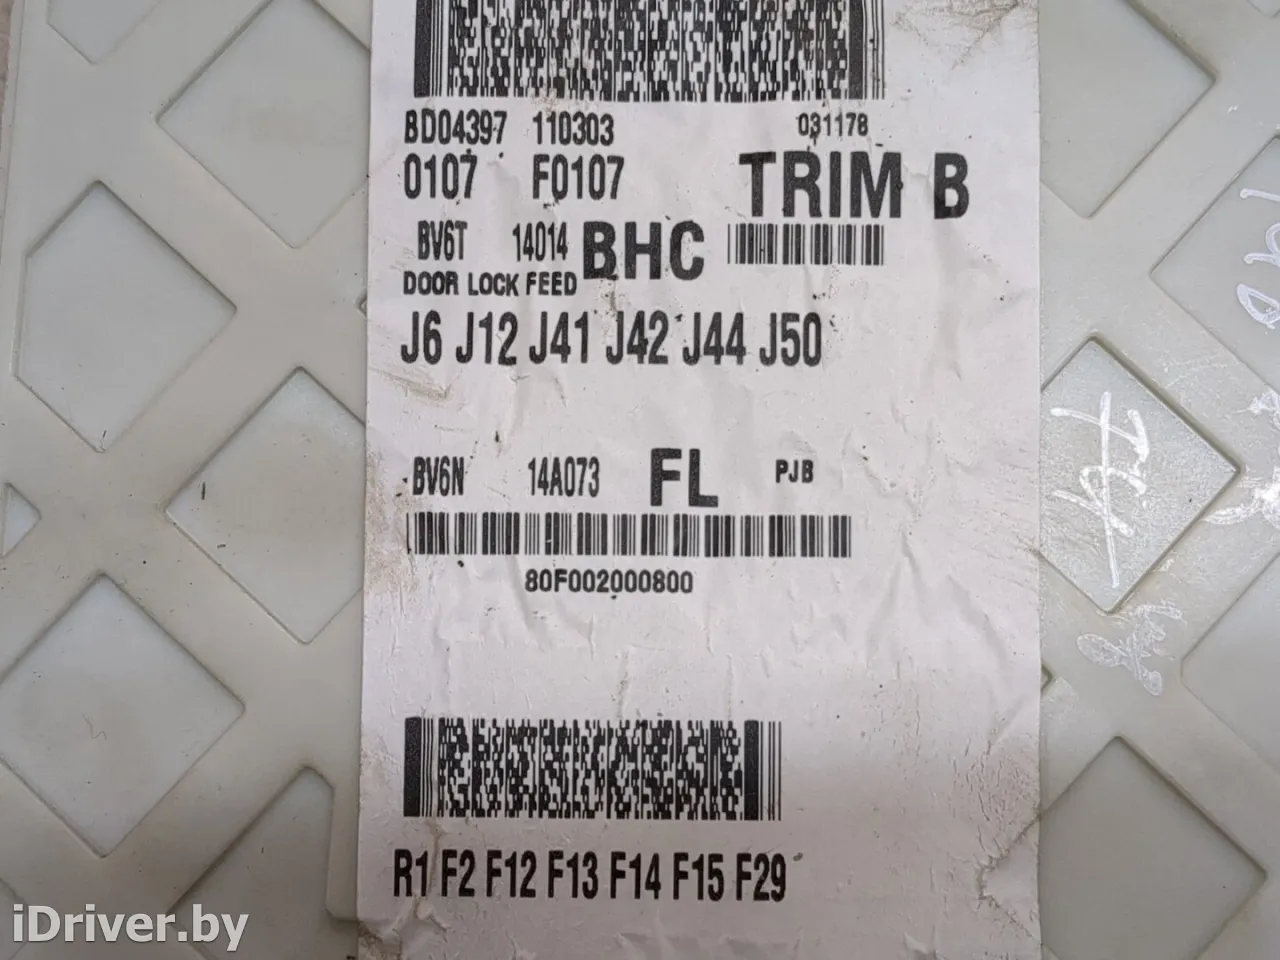 BD04397 110303 031178
0107 F0107 TRIM B
BV6T 14014 BHC
DOOR LOCK FEED
J6 J12 J41 J42 J44 J50
BV6N 14A073 FL PJB
80F002000800
R1 F2 F12 F13 F14 F15 F29
iDriver.by